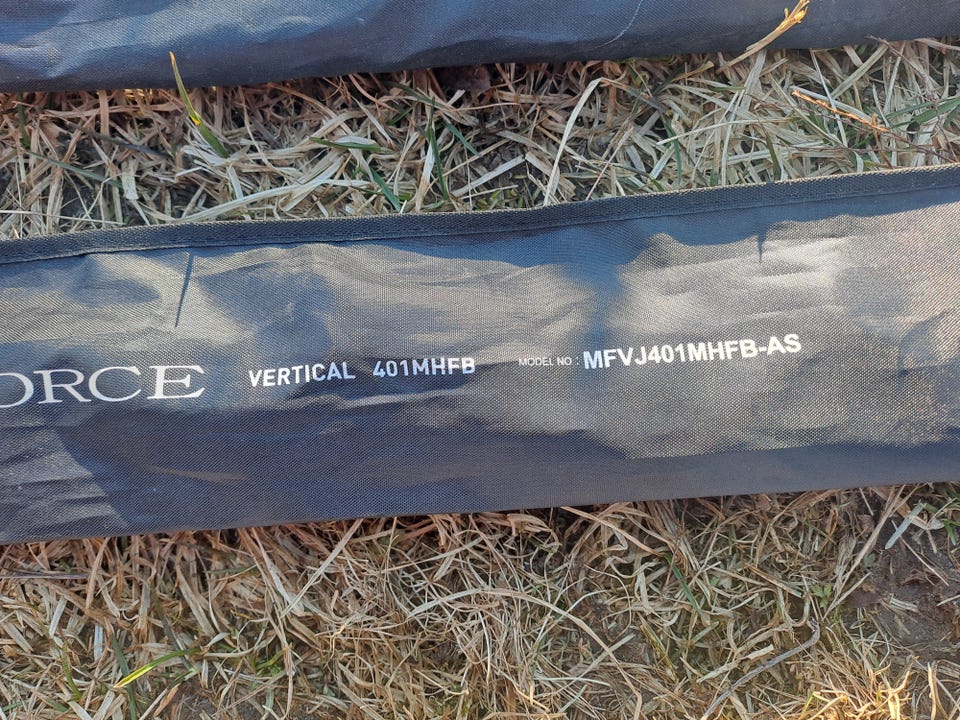 ORCE VERTICAL 401MHFB MODEL NO : MFVJ401MHFB-AS